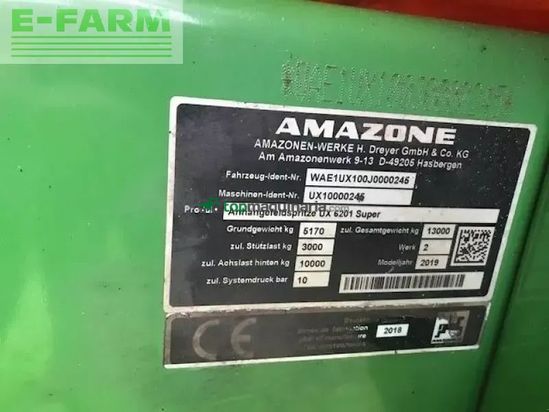 E-FARM
AMAZONE
AMAZONEN-WERKE H. Dreyer GmbH & Co. KG
Am Amazonenwerk 9-13 D-49205 Hasbergen
Fahrzeug-Ident-Nr. WAE1UX100J0000245
Maschinen-Ident-Nr. UX10000245
topmaquinaria.com
Anhängefeldspritze UX 6201 Super
Grundgewicht kg 5170 zul. Gesamtgewicht kg 13000
zul. Stützlast kg 3000 Werk 2
zul. Achslast hinten kg 10000 Modelljahr 2019
zul. Systemdruck bar 10
CE
2018